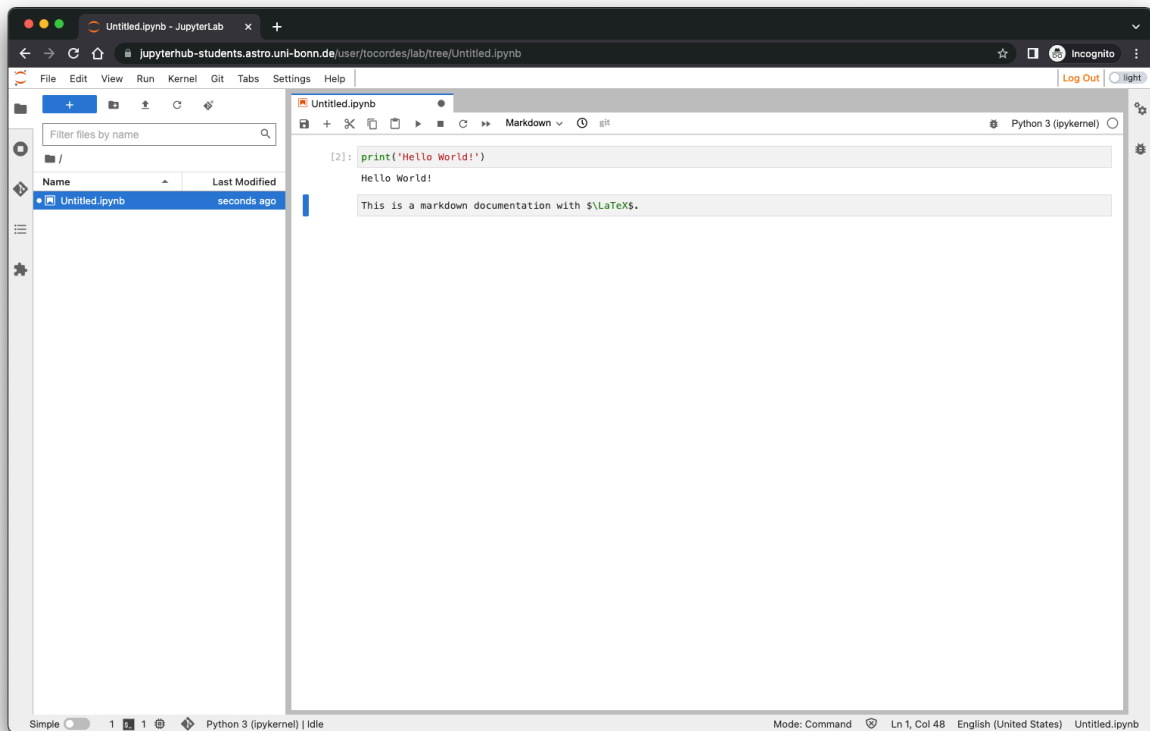 Untitled.ipynb - JupyterLab
jupyterhub-students.astro.uni-bonn.de/user/tocordes/lab/tree/Untitled.ipynb
Incognito
File Edit View Run Kernel Git Tabs Settings Help
Log Out
light
Filter files by name
/
Name
Last Modified
Untitled.ipynb
seconds ago
Untitled.ipynb
Markdown
git
Python 3 (ipykernel)
[2]: print('Hello World!')
Hello World!
This is a markdown documentation with $\LaTeX$.
Simple
1
1
Python 3 (ipykernel) | Idle
Mode: Command
Ln 1, Col 48
English (United States)
Untitled.ipynb